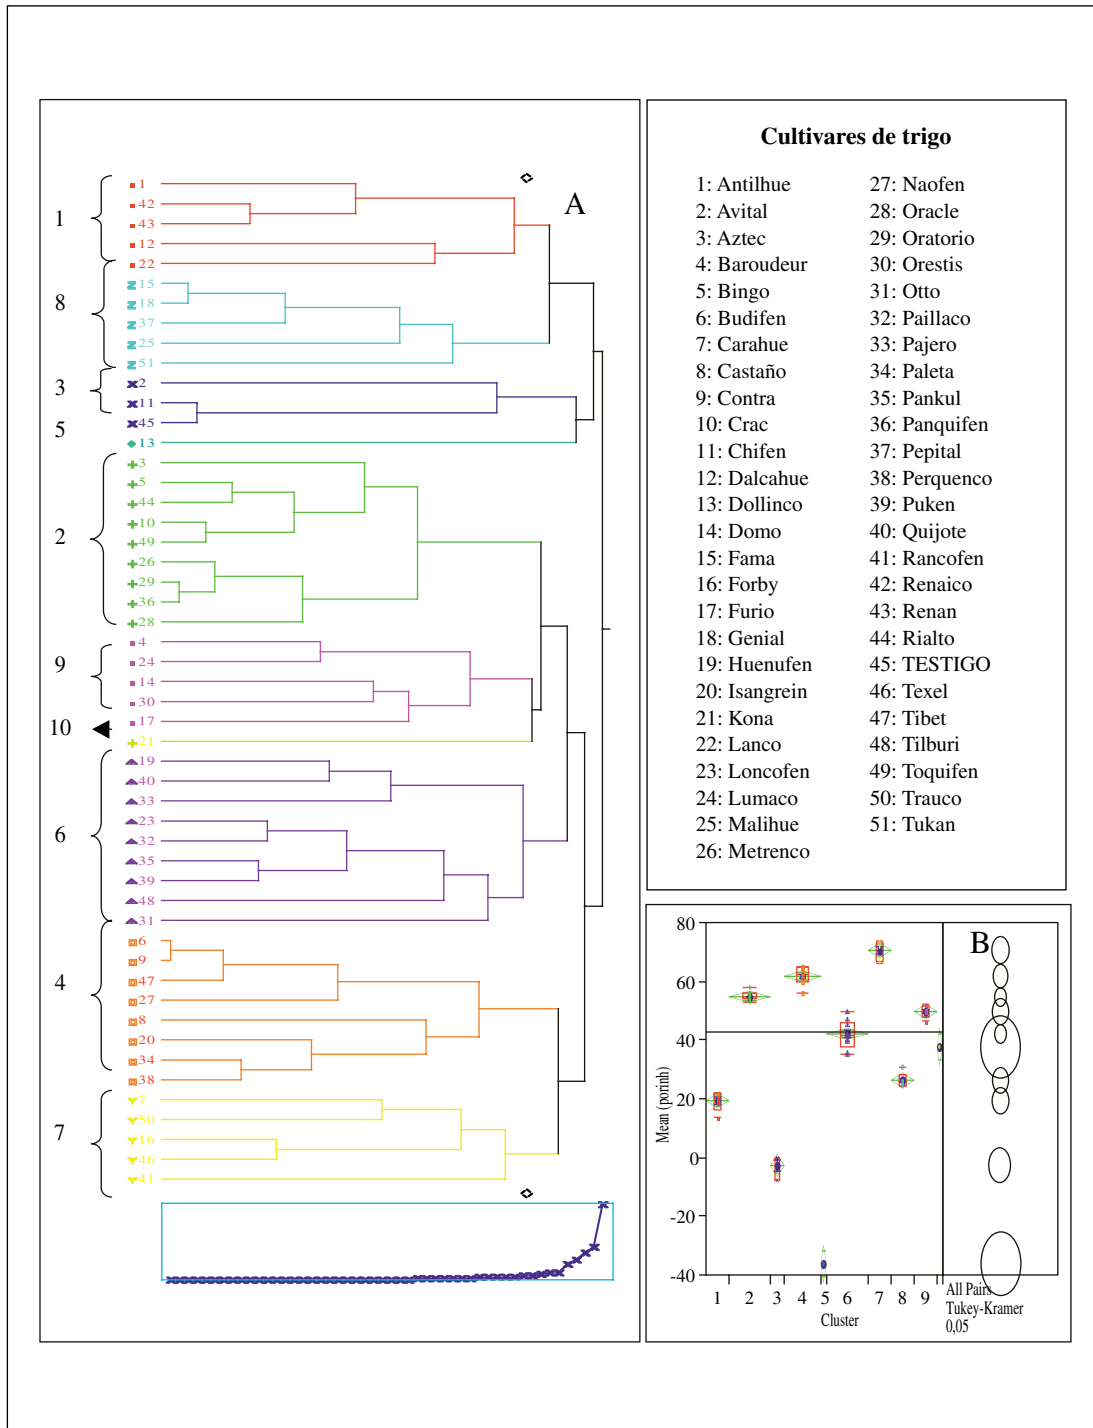 A
1
8
3
5
2
9
10
6
4
7
1
42
43
12
22
15
18
37
25
51
2
11
45
13
3
5
44
10
49
26
29
36
28
4
24
14
30
17
21
19
40
33
23
32
35
39
48
31
6
9
47
27
8
20
34
38
7
50
16
46
41
Cultivares de trigo
1: Antilhue
2: Avital
3: Aztec
4: Baroudeur
5: Bingo
6: Budifen
7: Carahue
8: Castaño
9: Contra
10: Crac
11: Chifen
12: Dalcahue
13: Dollinco
14: Domo
15: Fama
16: Forby
17: Furio
18: Genial
19: Huenufen
20: Isangrein
21: Kona
22: Lanco
23: Loncofen
24: Lumaco
25: Malihue
26: Metrenco
27: Naofen
28: Oracle
29: Oratorio
30: Orestis
31: Otto
32: Paillaco
33: Pajero
34: Paleta
35: Pankul
36: Panquifen
37: Pepital
38: Perquenco
39: Puken
40: Quijote
41: Rancofen
42: Renaico
43: Renan
44: Rialto
45: TESTIGO
46: Texel
47: Tibet
48: Tilburi
49: Toquifen
50: Trauco
51: Tukan
B
80
60
40
20
0
-20
-40
Mean (porinh)
1 2 3 4 5 6 7 8 9
Cluster
All Pairs
Tukey-Kramer
0,05